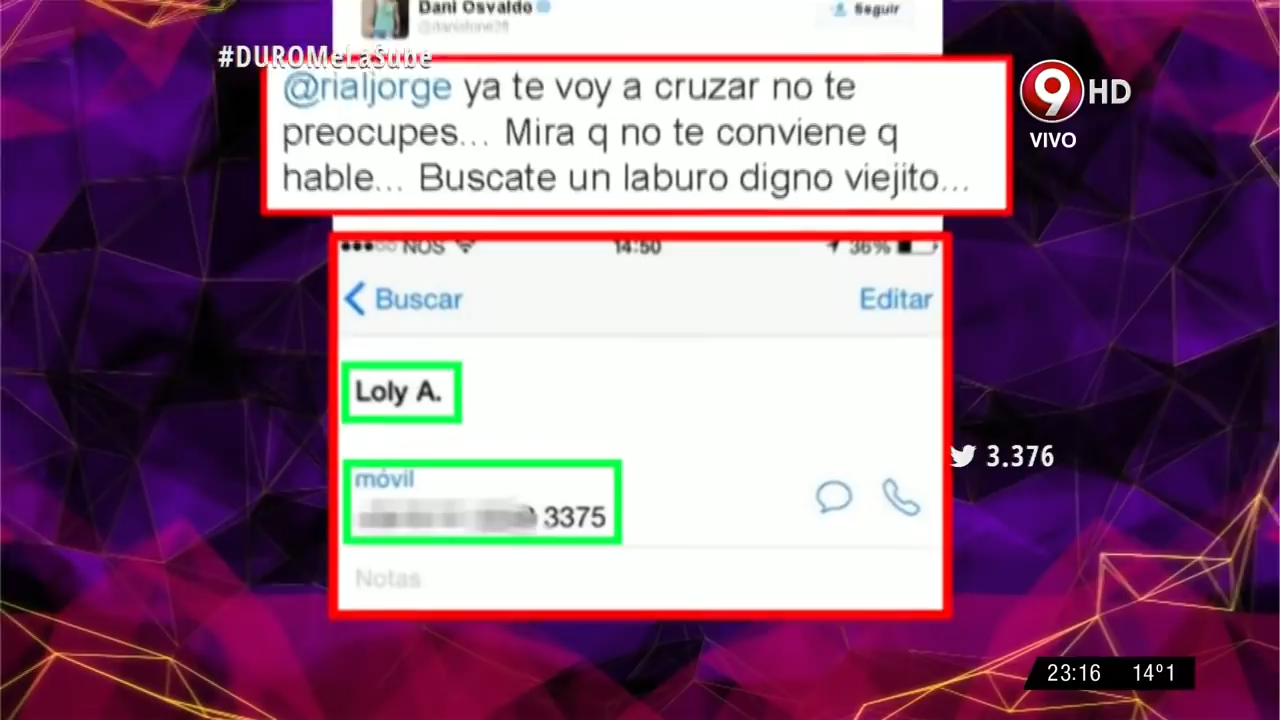 Dani Osvaldo
Seguir
#DUROMeLaSube
@rialjorge ya te voy a cruzar no te
preocupes... Mira q no te conviene q
hable... Buscate un laburo digno viejito...
9 HD
VIVO
NOS 14:50 36%
Buscar Editar
Loly A.
móvil
3375
Notas
3.376
23:16 14º1